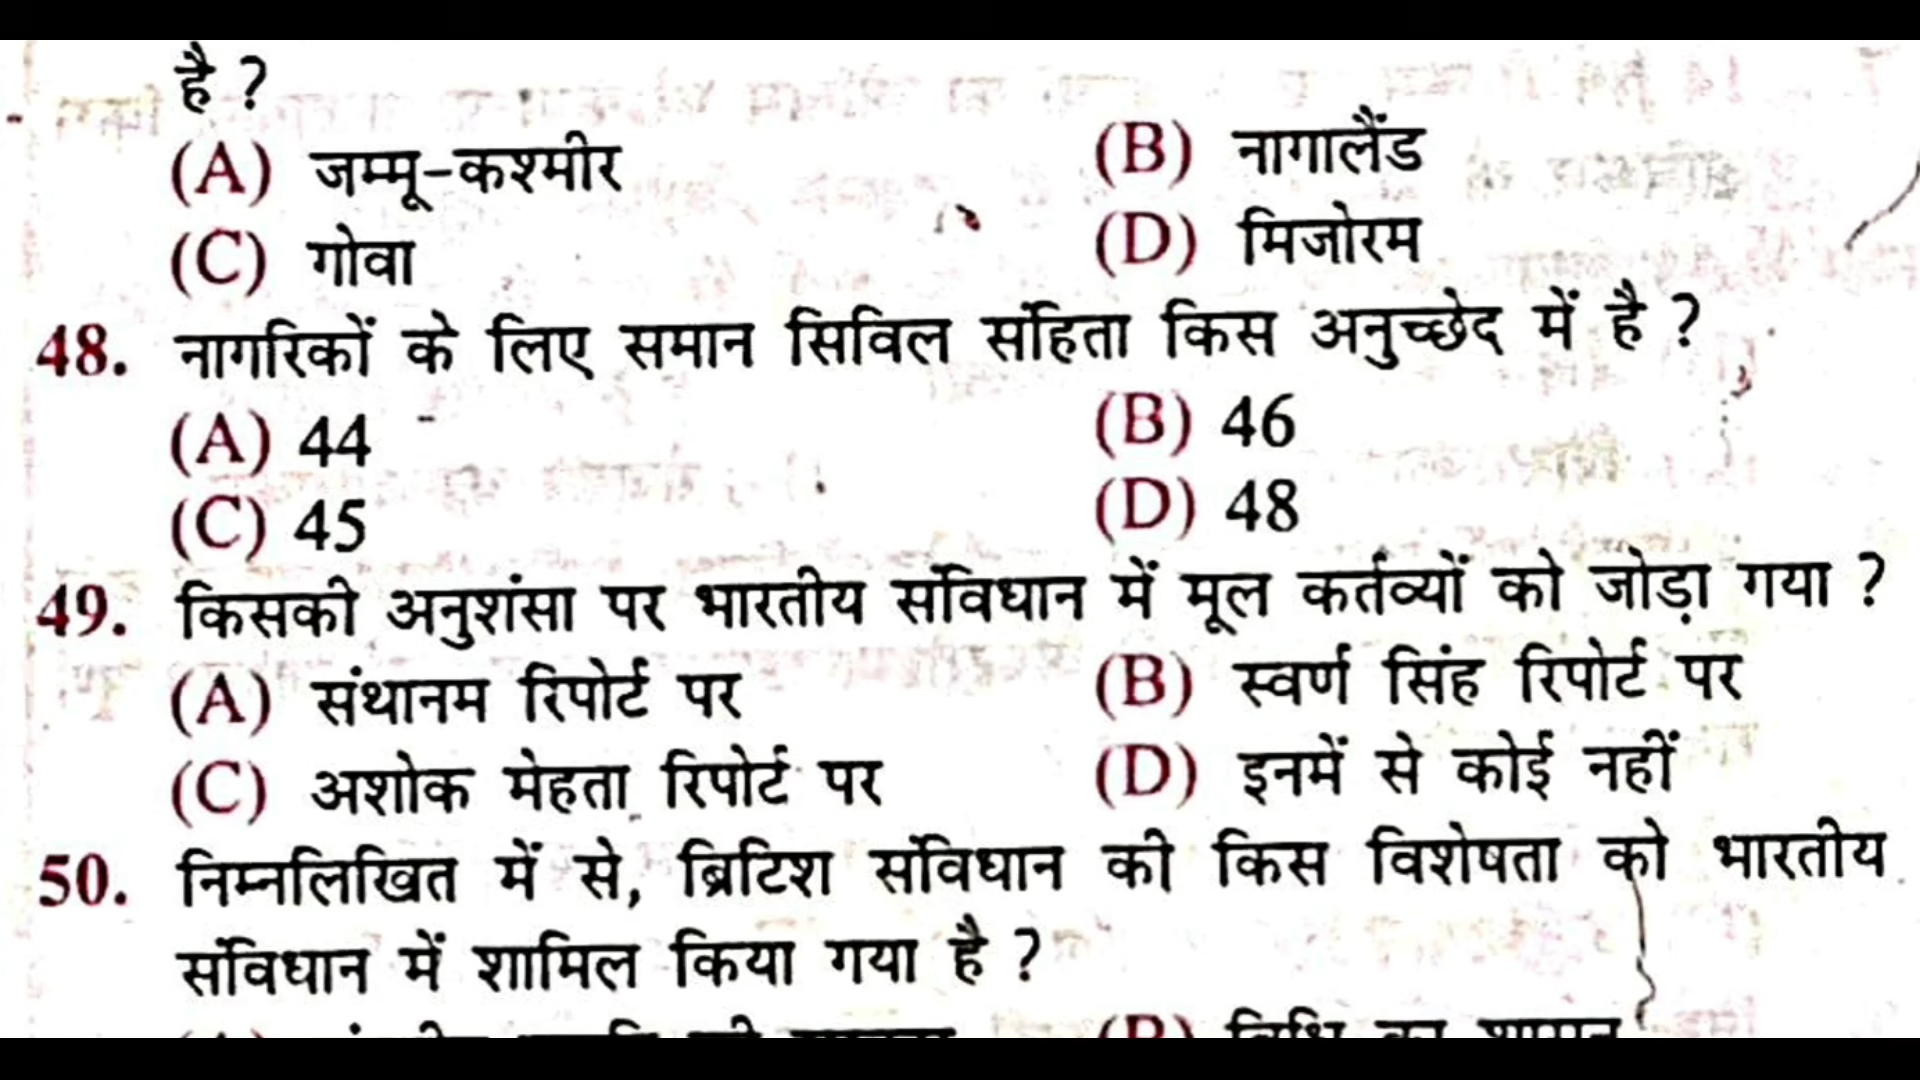 है ?
(A) जम्मू-कश्मीर (B) नागालैंड
(C) गोवा (D) मिजोरम
48. नागरिकों के लिए समान सिविल संहिता किस अनुच्छेद में है ?
(A) 44 (B) 46
(C) 45 (D) 48
49. किसकी अनुशंसा पर भारतीय संविधान में मूल कर्तव्यों को जोड़ा गया ?
(A) संथानम रिपोर्ट पर (B) स्वर्ण सिंह रिपोर्ट पर
(C) अशोक मेहता रिपोर्ट पर (D) इनमें से कोई नहीं
50. निम्नलिखित में से, ब्रिटिश संविधान की किस विशेषता को भारतीय
संविधान में शामिल किया गया है ?